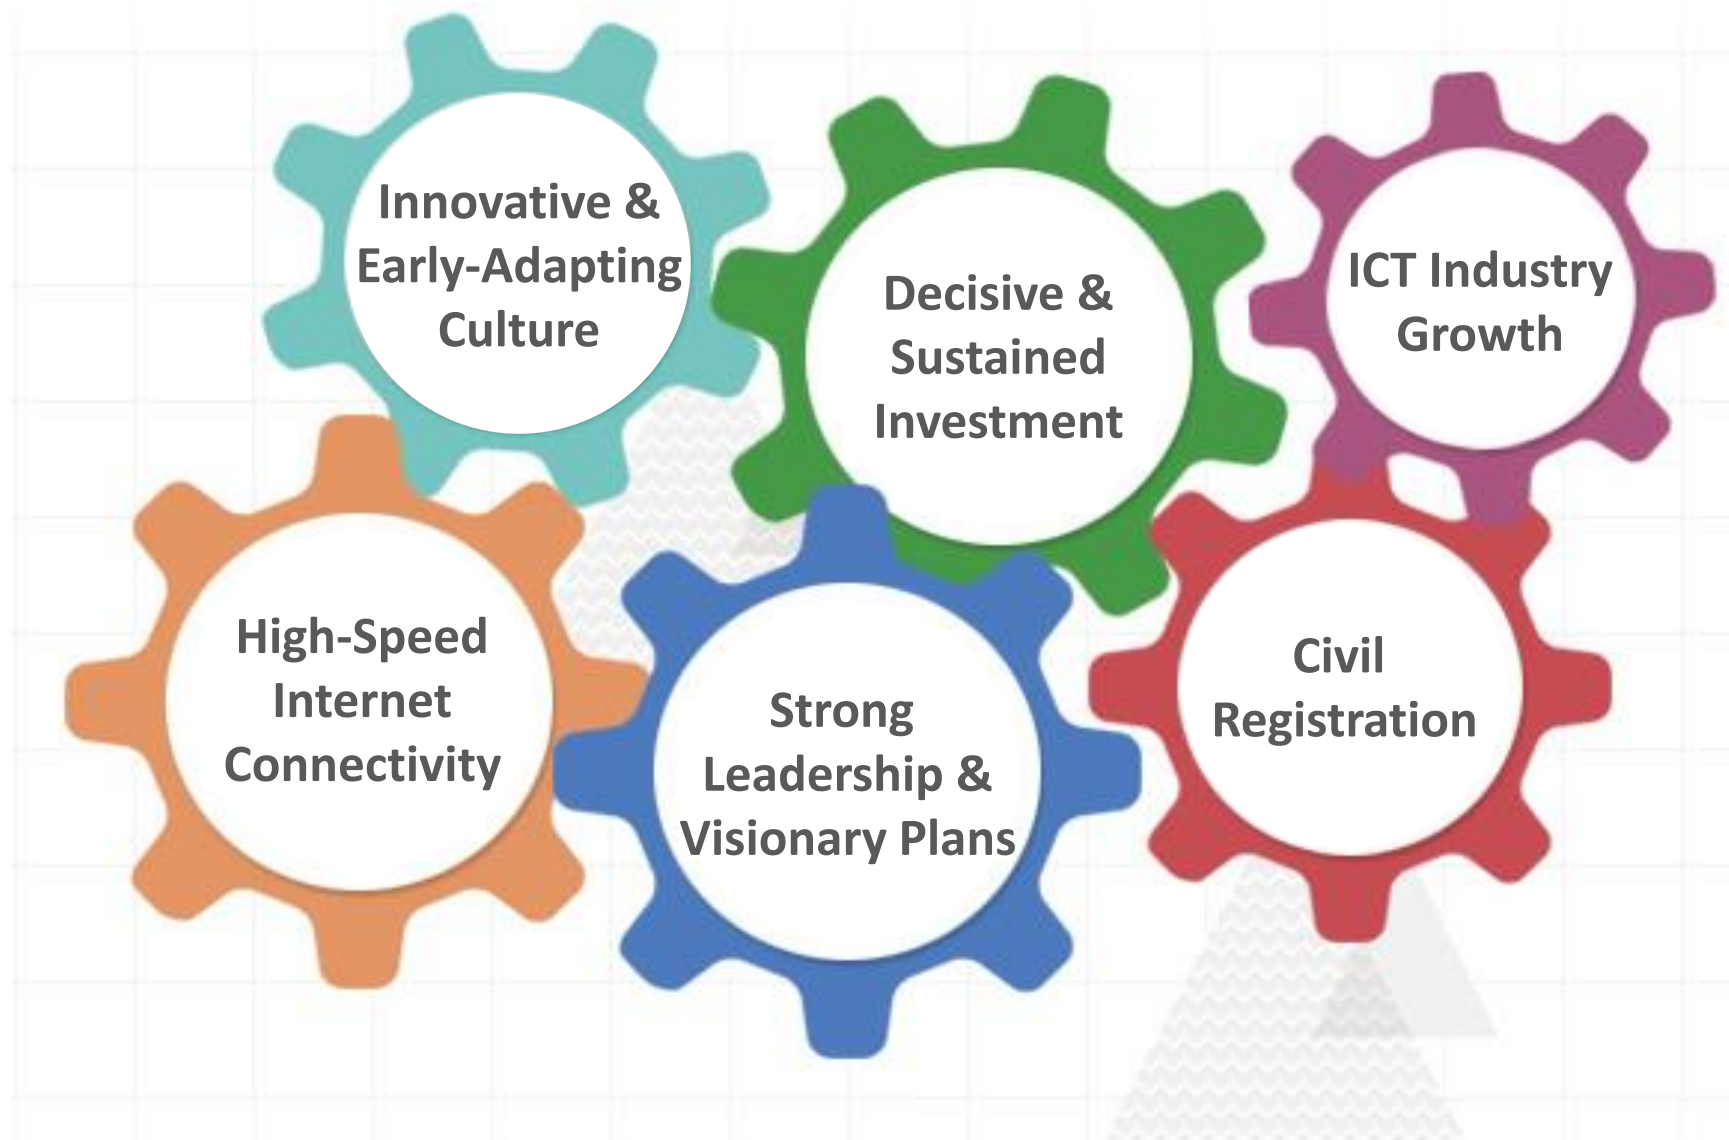 Innovative &
Early-Adapting
Culture
Decisive &
Sustained
Investment
ICT Industry
Growth
High-Speed
Internet
Connectivity
Strong
Leadership &
Visionary Plans
Civil
Registration